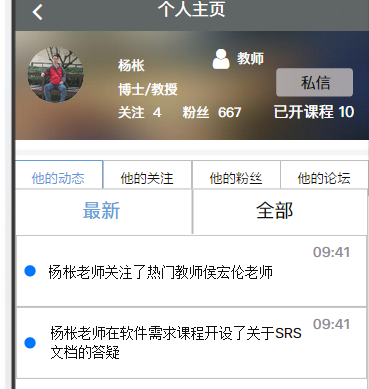 个人主页
杨枨
教师
博士/教授
私信
关注 4 粉丝 667
已开课程 10
他的动态 他的关注 他的粉丝 他的论坛
最新 全部
09:41
杨枨老师关注了热门教师侯宏伦老师
09:41
杨枨老师在软件需求课程开设了关于SRS
文档的答疑